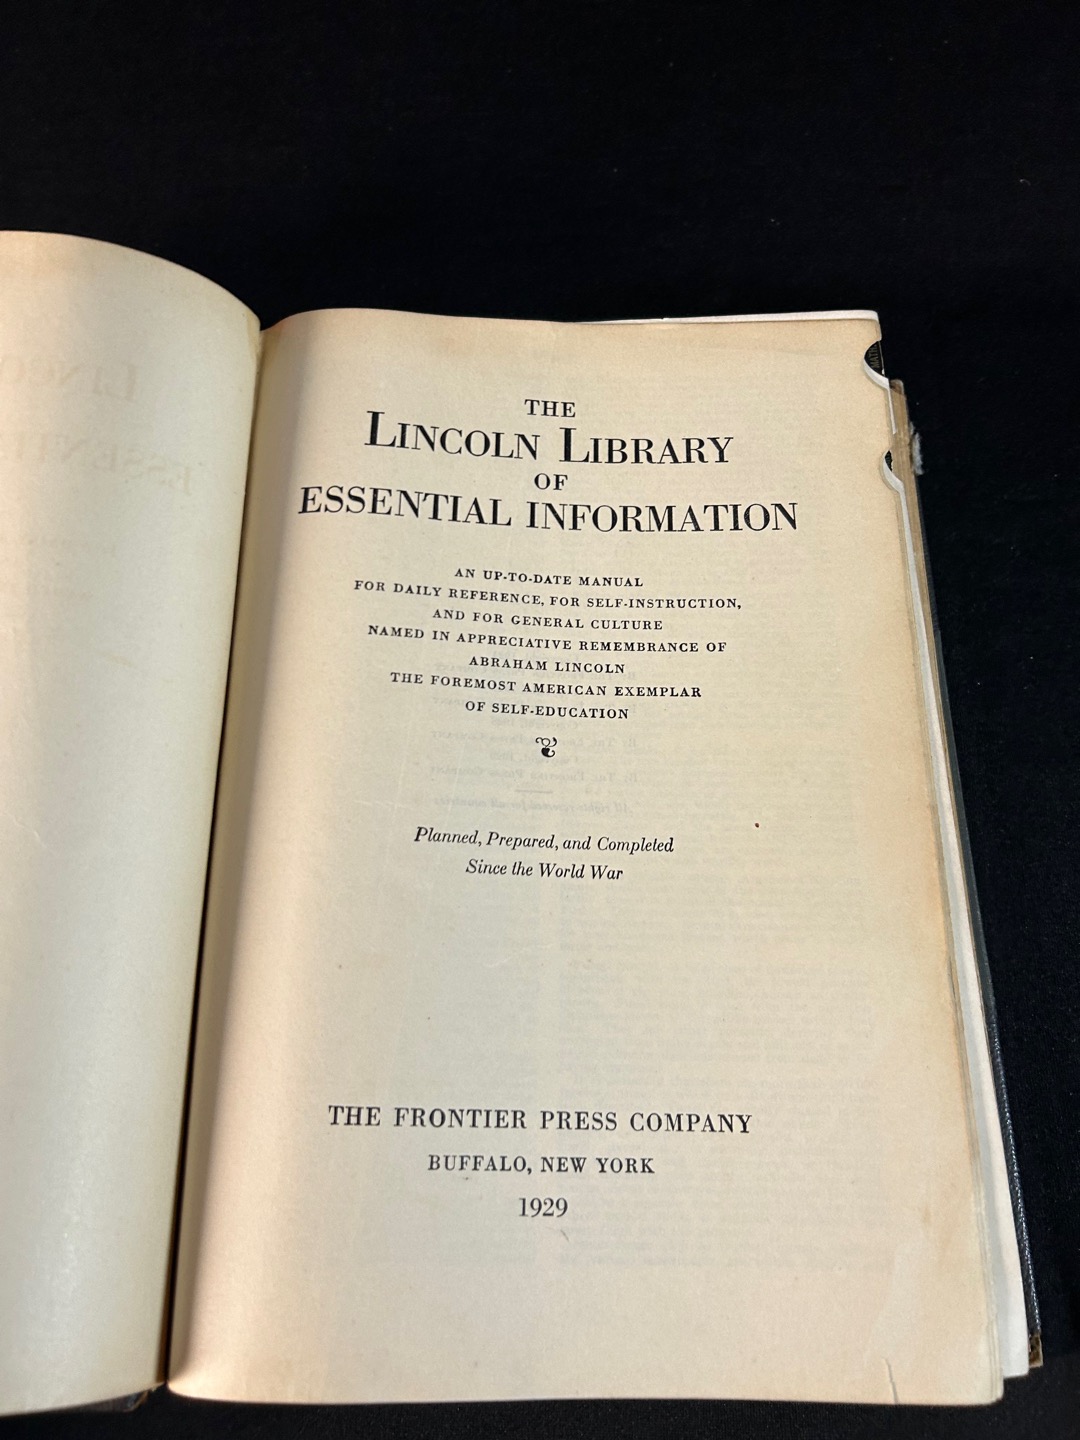 THE
LINCOLN LIBRARY
OF
ESSENTIAL INFORMATION
AN UP-TO-DATE MANUAL
FOR DAILY REFERENCE, FOR SELF-INSTRUCTION,
AND FOR GENERAL CULTURE
NAMED IN APPRECIATIVE REMEMBRANCE OF
ABRAHAM LINCOLN
THE FOREMOST AMERICAN EXEMPLAR
OF SELF-EDUCATION
Planned, Prepared, and Completed
Since the World War
THE FRONTIER PRESS COMPANY
BUFFALO, NEW YORK
1929